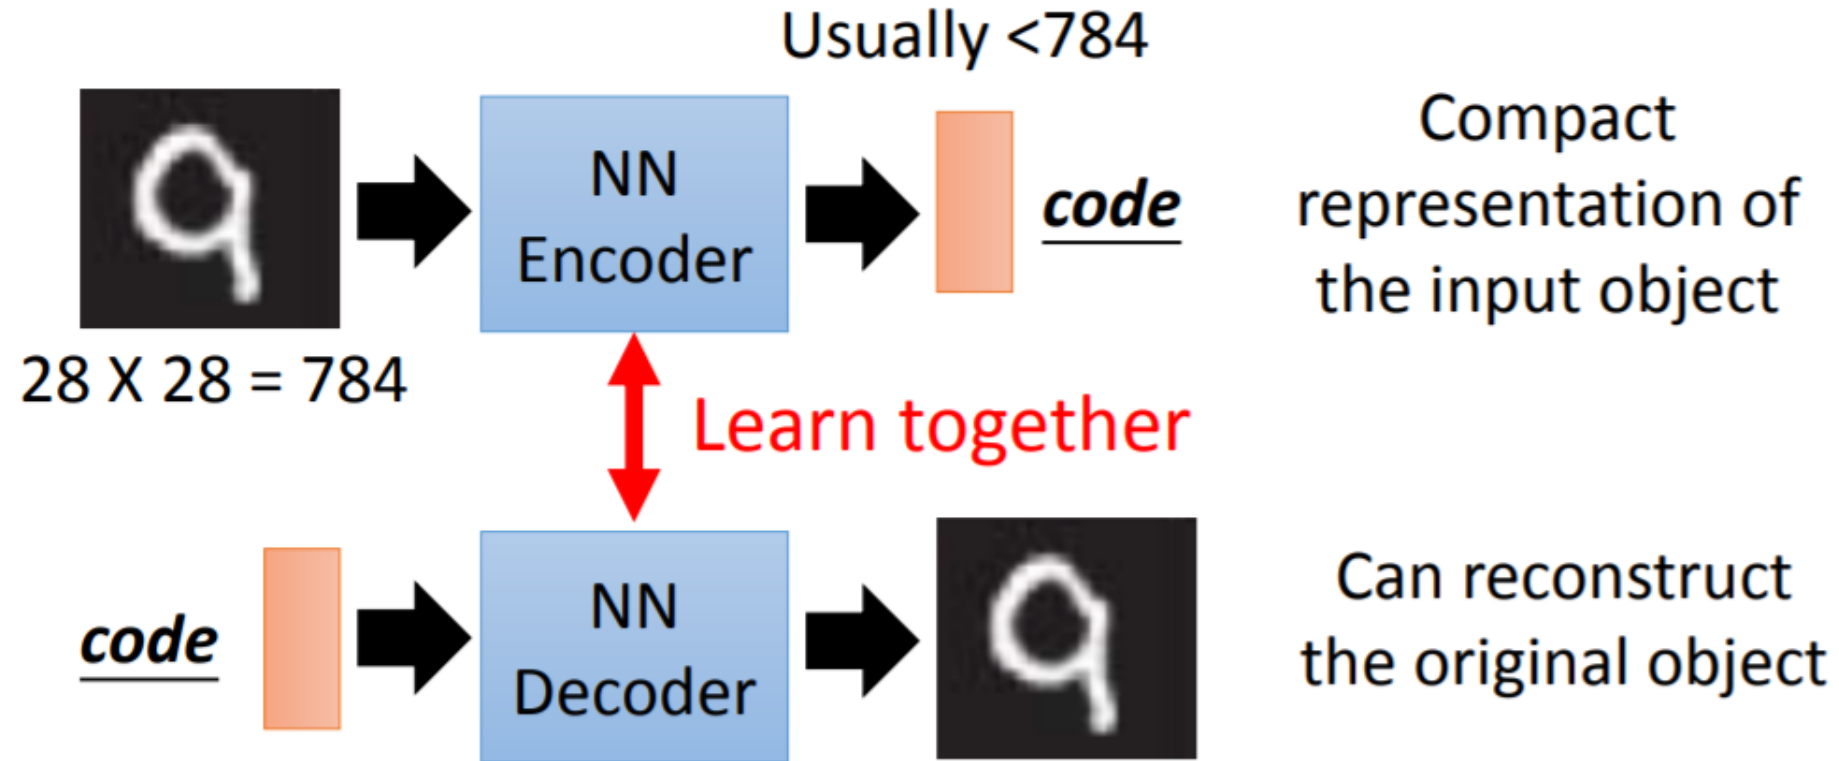 Usually <784
NN
Encoder
code
Compact
representation of
the input object
28 X 28 = 784
Learn together
code
NN
Decoder
Can reconstruct
the original object